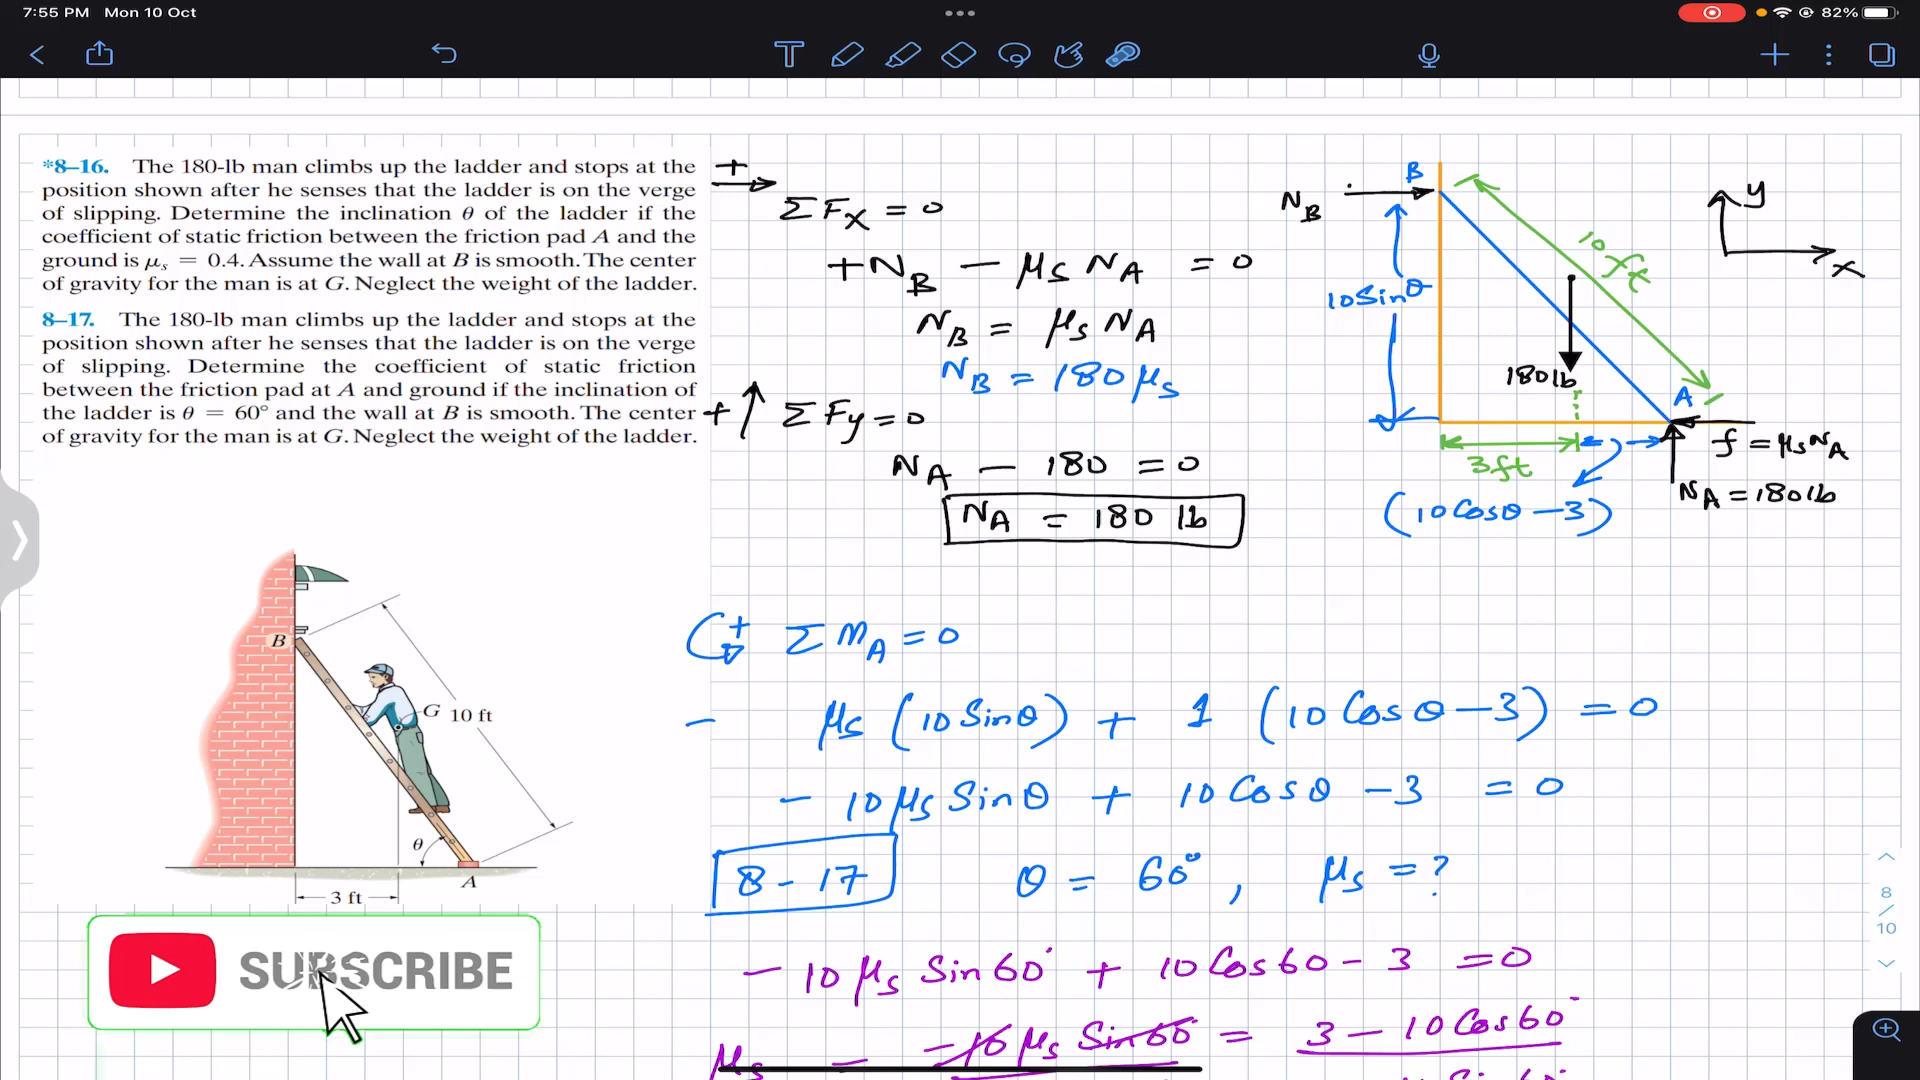 7:55 PM Mon 10 Oct
82%
*8–16. The 180-lb man climbs up the ladder and stops at the
position shown after he senses that the ladder is on the verge
of slipping. Determine the inclination θ of the ladder if the
coefficient of static friction between the friction pad A and the
ground is μs = 0.4. Assume the wall at B is smooth. The center
of gravity for the man is at G. Neglect the weight of the ladder.
8–17. The 180-lb man climbs up the ladder and stops at the
position shown after he senses that the ladder is on the verge
of slipping. Determine the coefficient of static friction
between the friction pad at A and ground if the inclination of
the ladder is θ = 60° and the wall at B is smooth. The center
of gravity for the man is at G. Neglect the weight of the ladder.
B
G 10 ft
θ
A
3 ft
SUBSCRIBE
+
ΣFx = 0
+NB − μs NA = 0
NB = μs NA
NB = 180 μs
+ ΣFy = 0
NA − 180 = 0
NA = 180 lb
B
NB
10 ft
y
x
10 Sinθ
180 lb
A
3 ft
f = μs NA
NA = 180 lb
(10 Cosθ − 3)
+ ΣMA = 0
− μs (10 Sinθ) + 1 (10 Cosθ − 3) = 0
− 10 μs Sinθ + 10 Cosθ − 3 = 0
8 - 17 θ = 60°, μs = ?
− 10 μs Sin 60° + 10 Cos 60 − 3 = 0
−10 μs Sin 60° = 3 − 10 Cos 60°
μs
8
/
10